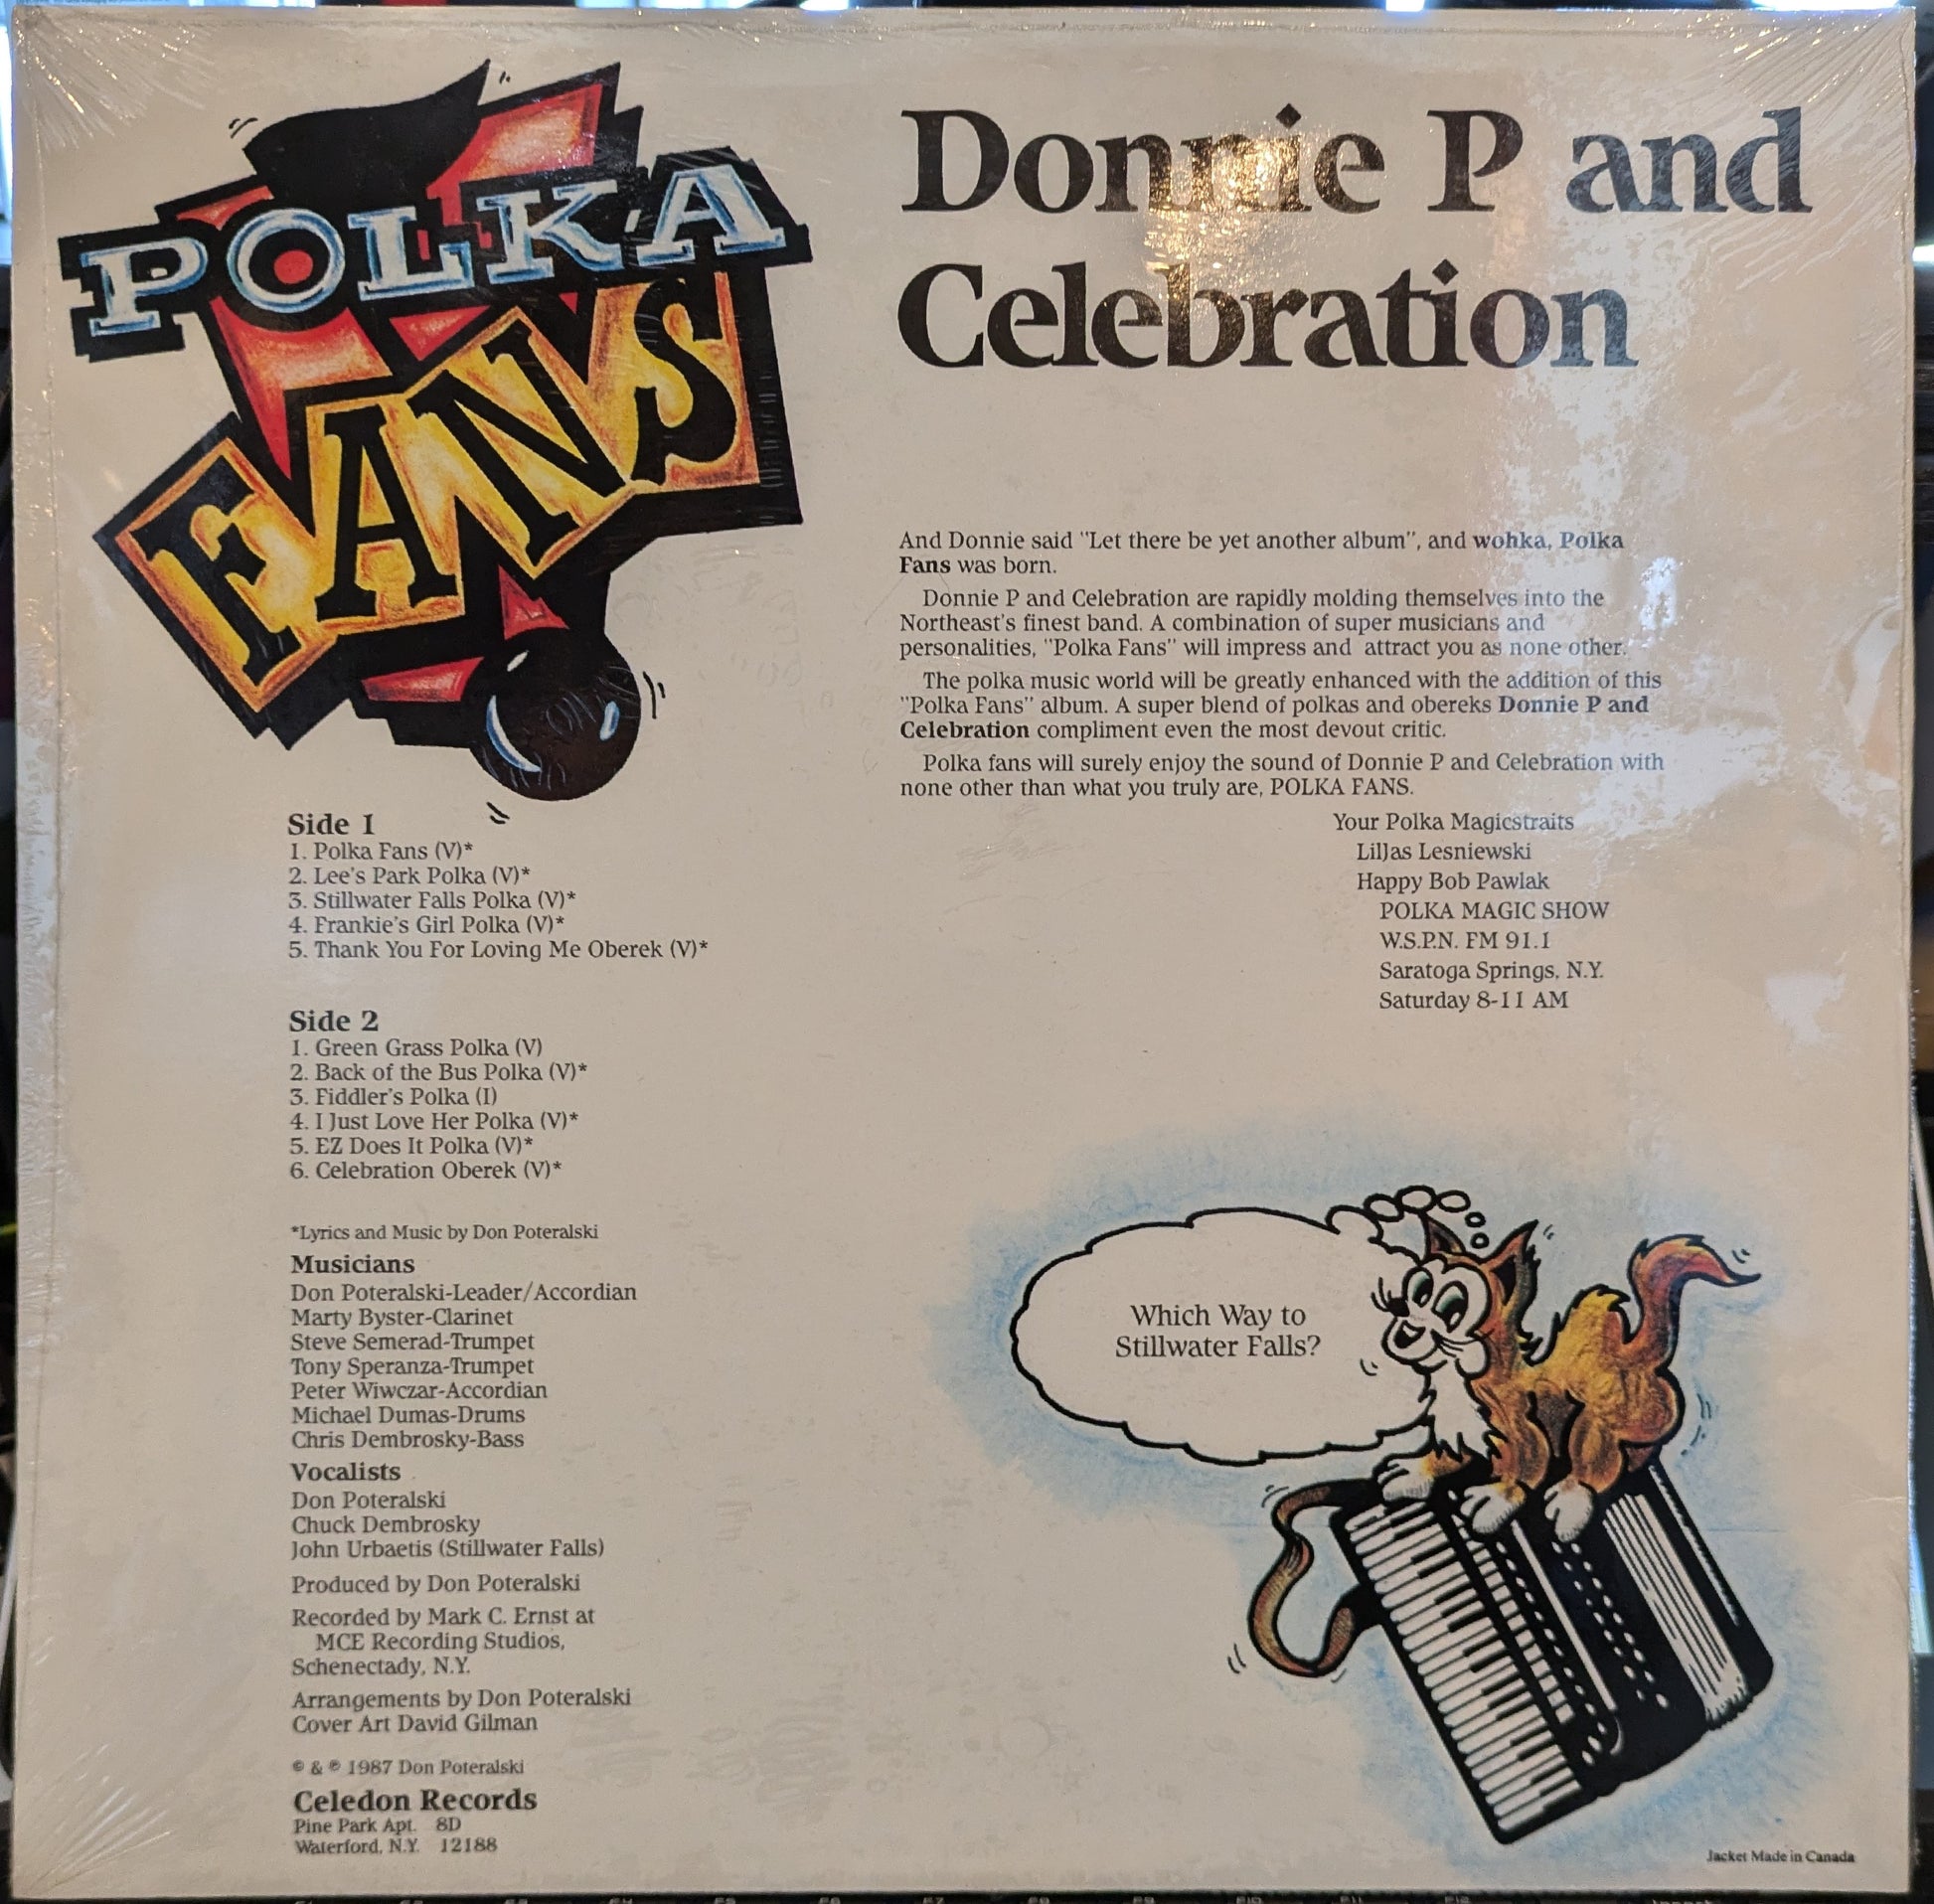 POLKA
FANS
Donnie P and
Celebration
And Donnie said "Let there be yet another album", and wohka, Polka
Fans was born.
Donnie P and Celebration are rapidly molding themselves into the
Northeast's finest band. A combination of super musicians and
personalities, "Polka Fans" will impress and attract you as none other.
The polka music world will be greatly enhanced with the addition of this
"Polka Fans" album. A super blend of polkas and obereks Donnie P and
Celebration compliment even the most devout critic.
Polka fans will surely enjoy the sound of Donnie P and Celebration with
none other than what you truly are, POLKA FANS.
Your Polka Magicstraits
LilJas Lesniewski
Happy Bob Pawlak
POLKA MAGIC SHOW
W.S.P.N. FM 91.1
Saratoga Springs, N.Y.
Saturday 8-11 AM
Side 1
1. Polka Fans (V)*
2. Lee's Park Polka (V)*
3. Stillwater Falls Polka (V)*
4. Frankie's Girl Polka (V)*
5. Thank You For Loving Me Oberek (V)*
Side 2
1. Green Grass Polka (V)
2. Back of the Bus Polka (V)*
3. Fiddler's Polka (I)
4. I Just Love Her Polka (V)*
5. EZ Does It Polka (V)*
6. Celebration Oberek (V)*
*Lyrics and Music by Don Poteralski
Musicians
Don Poteralski-Leader/Accordian
Marty Byster-Clarinet
Steve Semerad-Trumpet
Tony Speranza-Trumpet
Peter Wiwczar-Accordian
Michael Dumas-Drums
Chris Dembrosky-Bass
Vocalists
Don Poteralski
Chuck Dembrosky
John Urbaetis (Stillwater Falls)
Produced by Don Poteralski
Recorded by Mark C. Ernst at
MCE Recording Studios,
Schenectady, N.Y.
Arrangements by Don Poteralski
Cover Art David Gilman
© & ℗ 1987 Don Poteralski
Celedon Records
Pine Park Apt. 8D
Waterford, N.Y. 12188
Which Way to
Stillwater Falls?
Jacket Made in Canada